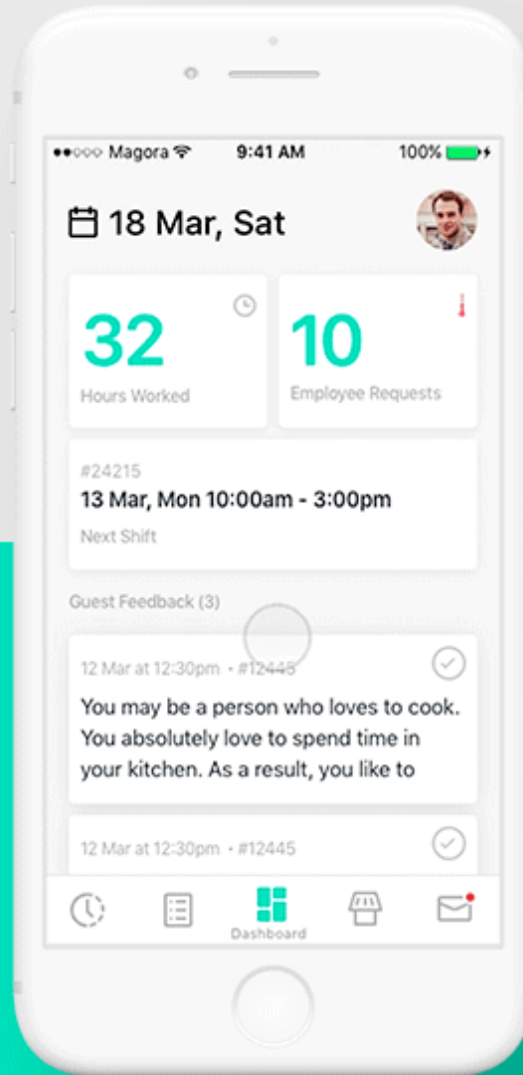 Magora 9:41 AM 100%
18 Mar, Sat
32
Hours Worked
10
Employee Requests
#24215
13 Mar, Mon 10:00am - 3:00pm
Next Shift
Guest Feedback (3)
12 Mar at 12:30pm • #12445
You may be a person who loves to cook.
You absolutely love to spend time in
your kitchen. As a result, you like to
12 Mar at 12:30pm • #12445
Dashboard